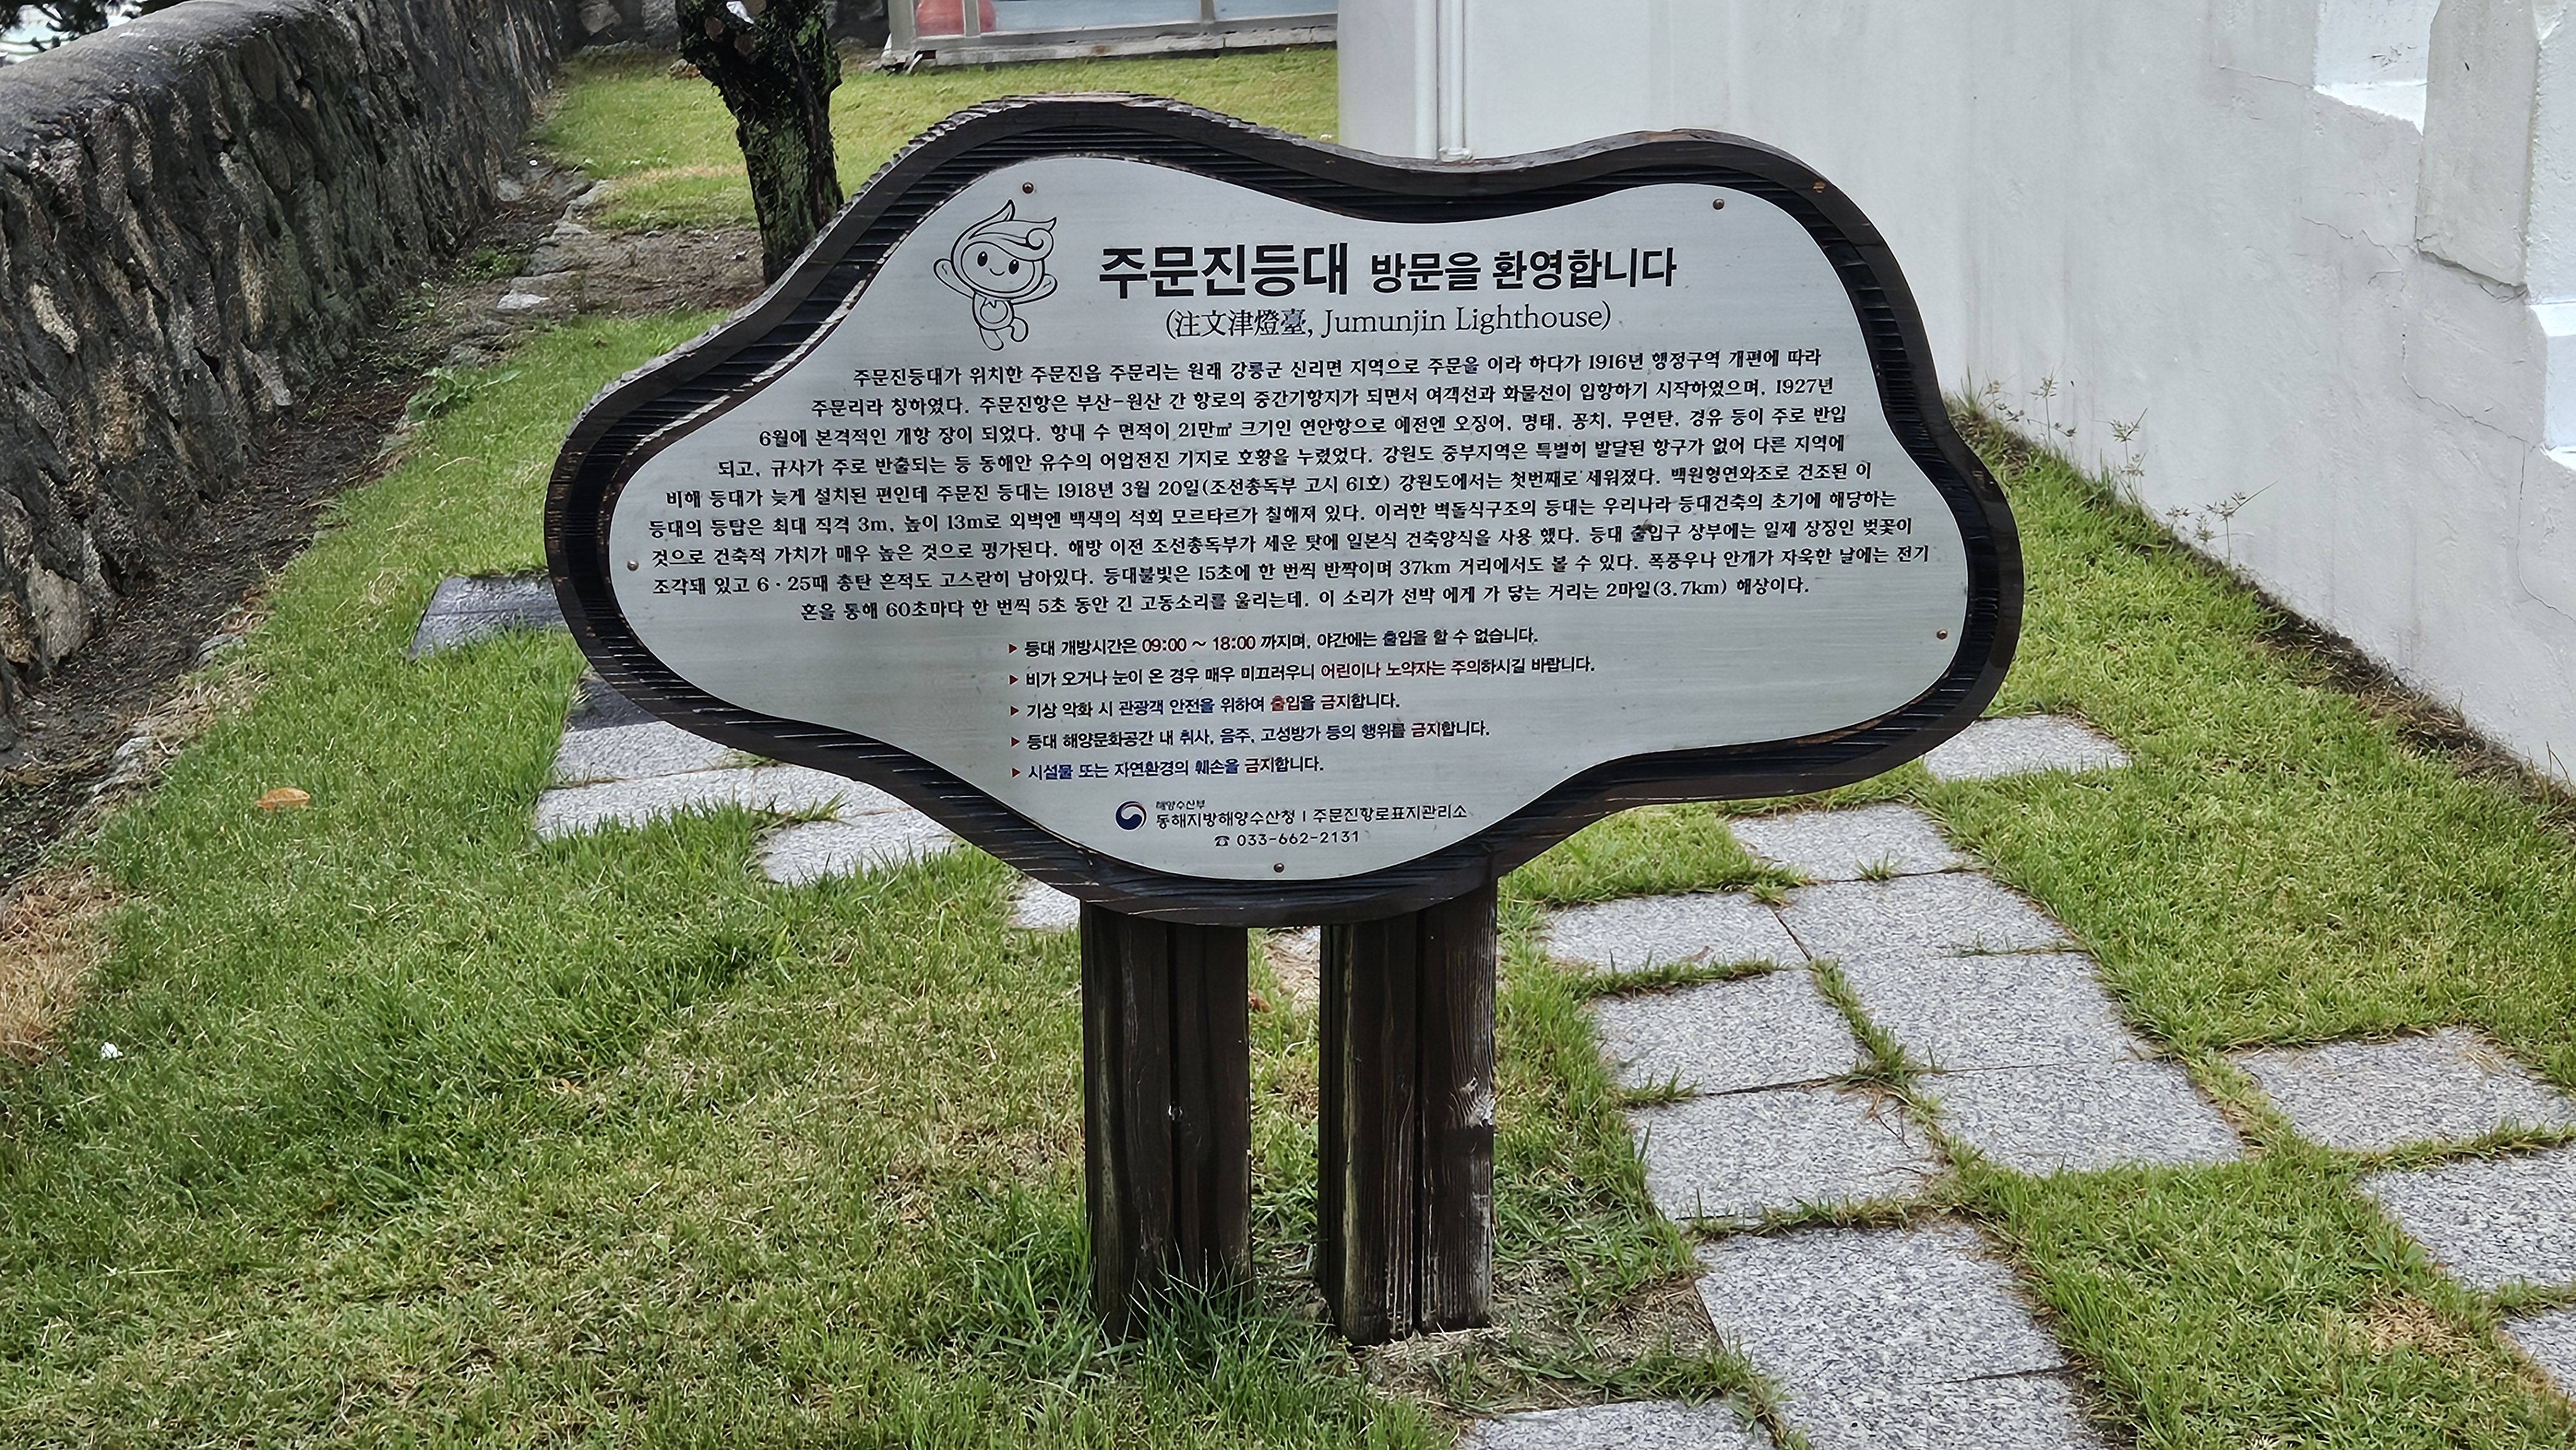 주문진등대 방문을 환영합니다
(注文津燈臺, Jumunjin Lighthouse)
주문진등대가 위치한 주문진읍 주문리는 원래 강릉군 신리면 지역으로 주문을 이라 하다가 1916년 행정구역 개편에 따라
주문리라 칭하였다. 주문진항은 부산-원산 간 항로의 중간기항지가 되면서 여객선과 화물선이 입항하기 시작하였으며, 1927년
6월에 본격적인 개항 장이 되었다. 항내 수 면적이 21만㎡ 크기인 연안항으로 예전엔 오징어, 명태, 꽁치, 무연탄, 경유 등이 주로 반입
되고, 규사가 주로 반출되는 등 동해안 유수의 어업전진 기지로 호황을 누렸었다. 강원도 중부지역은 특별히 발달된 항구가 없어 다른 지역에
비해 등대가 늦게 설치된 편인데 주문진 등대는 1918년 3월 20일(조선총독부 고시 61호) 강원도에서는 첫번째로 세워졌다. 백원형연와조로 건조된 이
등대의 등탑은 최대 직격 3m, 높이 13m로 외벽엔 백색의 석회 모르타르가 칠해져 있다. 이러한 벽돌식구조의 등대는 우리나라 등대건축의 초기에 해당하는
것으로 건축적 가치가 매우 높은 것으로 평가된다. 해방 이전 조선총독부가 세운 탓에 일본식 건축양식을 사용 했다. 등대 출입구 상부에는 일제 상징인 벚꽃이
조각돼 있고 6·25때 총탄 흔적도 고스란히 남아있다. 등대불빛은 15초에 한 번씩 반짝이며 37km 거리에서도 볼 수 있다. 폭풍우나 안개가 자욱한 날에는 전기
혼을 통해 60초마다 한 번씩 5초 동안 긴 고동소리를 울리는데, 이 소리가 선박 에게 가 닿는 거리는 2마일(3.7km) 해상이다.
▶ 등대 개방시간은 09:00 ~ 18:00 까지며, 야간에는 출입을 할 수 없습니다.
▶ 비가 오거나 눈이 온 경우 매우 미끄러우니 어린이나 노약자는 주의하시길 바랍니다.
▶ 기상 악화 시 관광객 안전을 위하여 출입을 금지합니다.
▶ 등대 해양문화공간 내 취사, 음주, 고성방가 등의 행위를 금지합니다.
▶ 시설물 또는 자연환경의 훼손을 금지합니다.
해양수산부
동해지방해양수산청 | 주문진항로표지관리소
☎ 033-662-2131